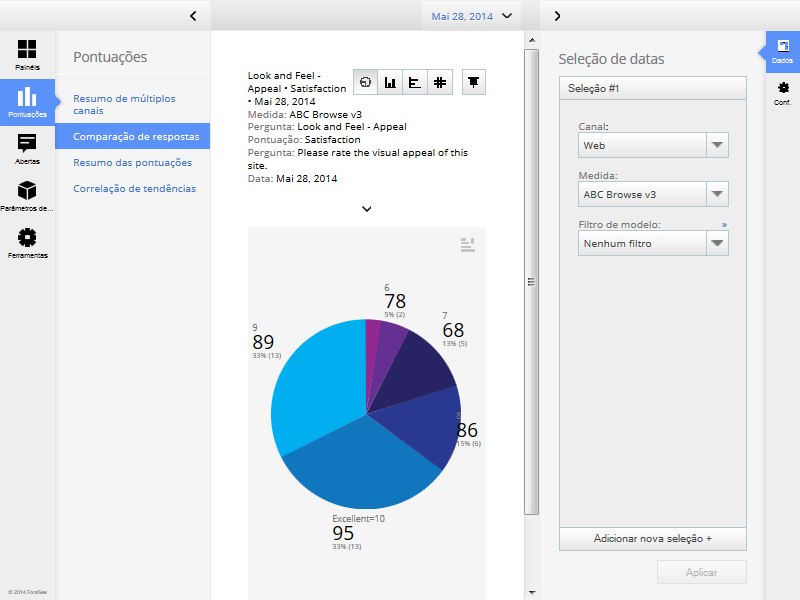 Mai 28, 2014
Painéis
Pontuações
Abertas
Parâmetros de...
Ferramentas
© 2014 ForeSee
Pontuações
Resumo de múltiplos
canais
Comparação de respostas
Resumo das pontuações
Correlação de tendências
Look and Feel -
Appeal • Satisfaction
• Mai 28, 2014
Medida: ABC Browse v3
Pergunta: Look and Feel - Appeal
Pontuação: Satisfaction
Pergunta: Please rate the visual appeal of this
site.
Data: Mai 28, 2014
6
78
5% (2)
7
68
13% (5)
9
89
33% (13)
8
86
15% (6)
Excellent=10
95
33% (13)
Seleção de datas
Seleção #1
Canal:
Web
Medida:
ABC Browse v3
Filtro de modelo: »
Nenhum filtro
Adicionar nova seleção +
Aplicar
Dados
Conf.